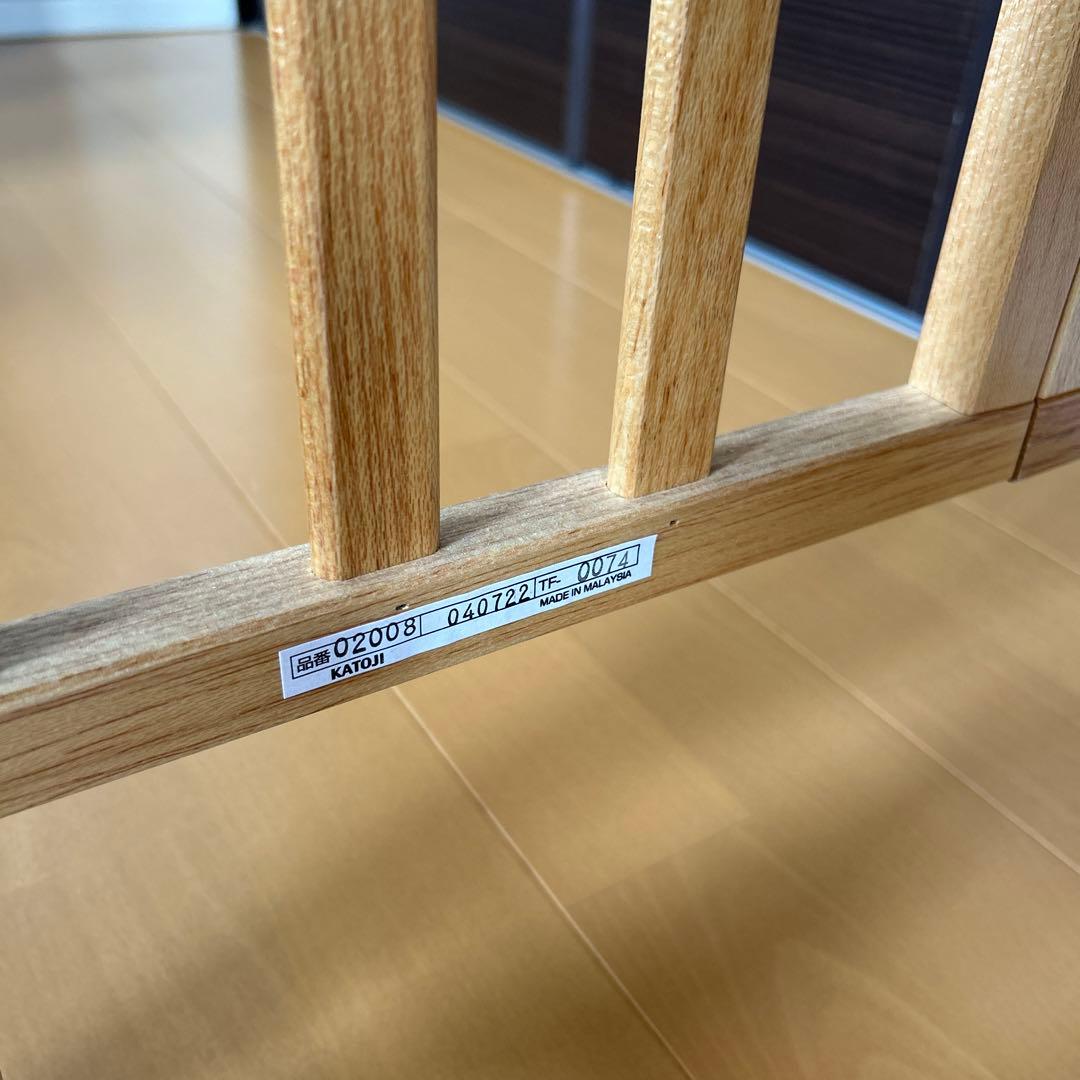 品番 02008 040722 TF- 0074
KATOJI MADE IN MALAYSIA